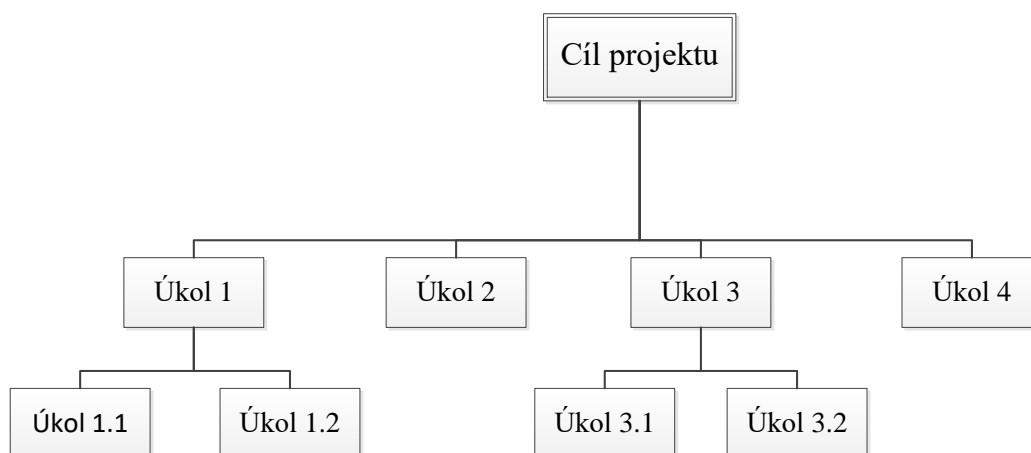 Cíl projektu
Úkol 1
Úkol 2
Úkol 3
Úkol 4
Úkol 1.1
Úkol 1.2
Úkol 3.1
Úkol 3.2